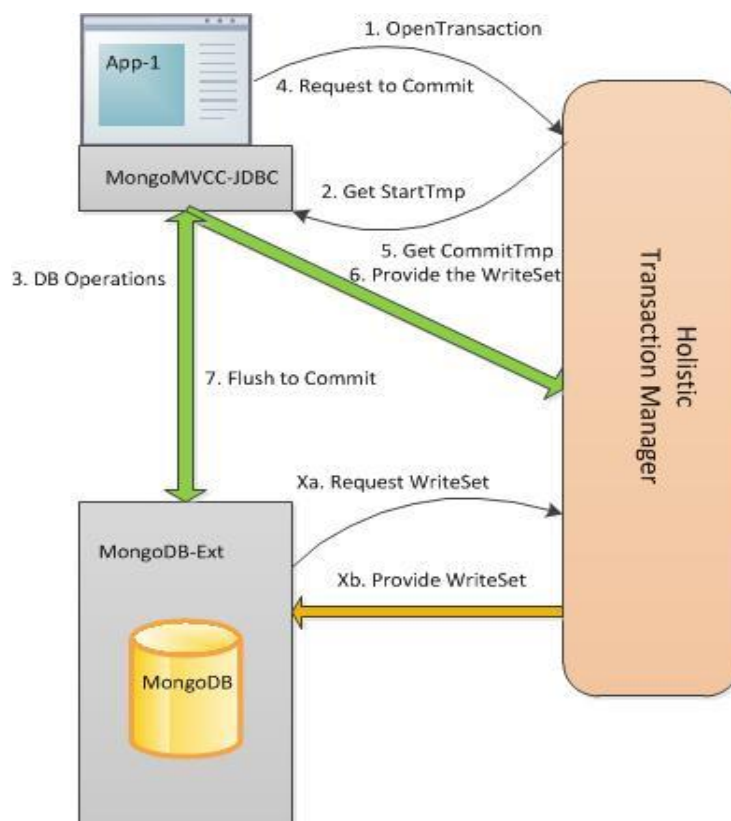 1. OpenTransaction
App-1
4. Request to Commit
MongoMVCC-JDBC
2. Get StartTmp
5. Get CommitTmp
3. DB Operations
6. Provide the WriteSet
Holistic
Transaction Manager
7. Flush to Commit
Xa. Request WriteSet
MongoDB-Ext
Xb. Provide WriteSet
MongoDB